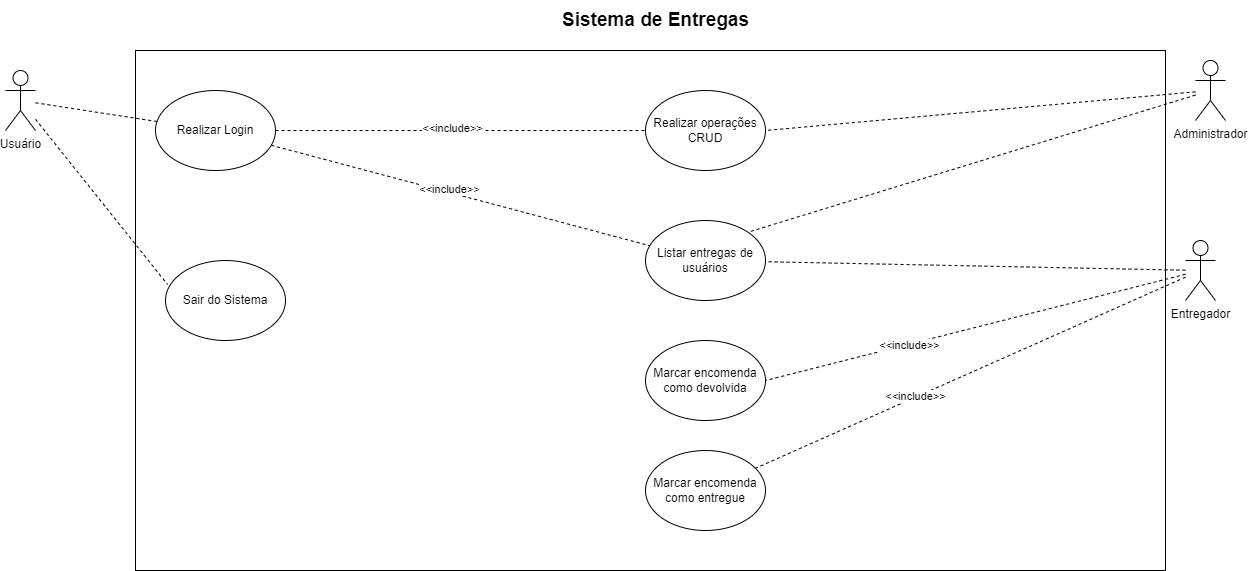 Sistema de Entregas
Usuário
Realizar Login
<<include>>
Realizar operações
CRUD
Administrador
<<include>>
Listar entregas de
usuários
Sair do Sistema
Entregador
<<include>>
Marcar encomenda
como devolvida
<<include>>
Marcar encomenda
como entregue